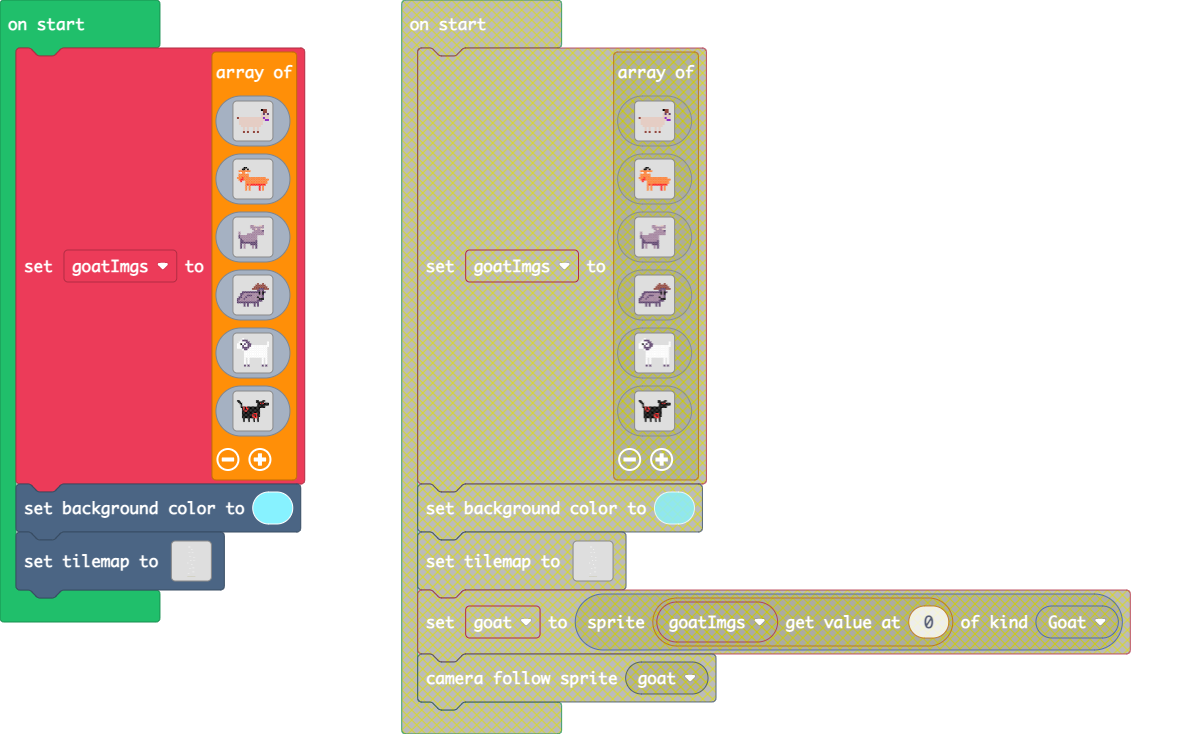 on start
array of
set goatImgs to
set background color to
set tilemap to
on start
array of
set goatImgs to
set background color to
set tilemap to
set goat to sprite goatImgs get value at 0 of kind Goat
camera follow sprite goat